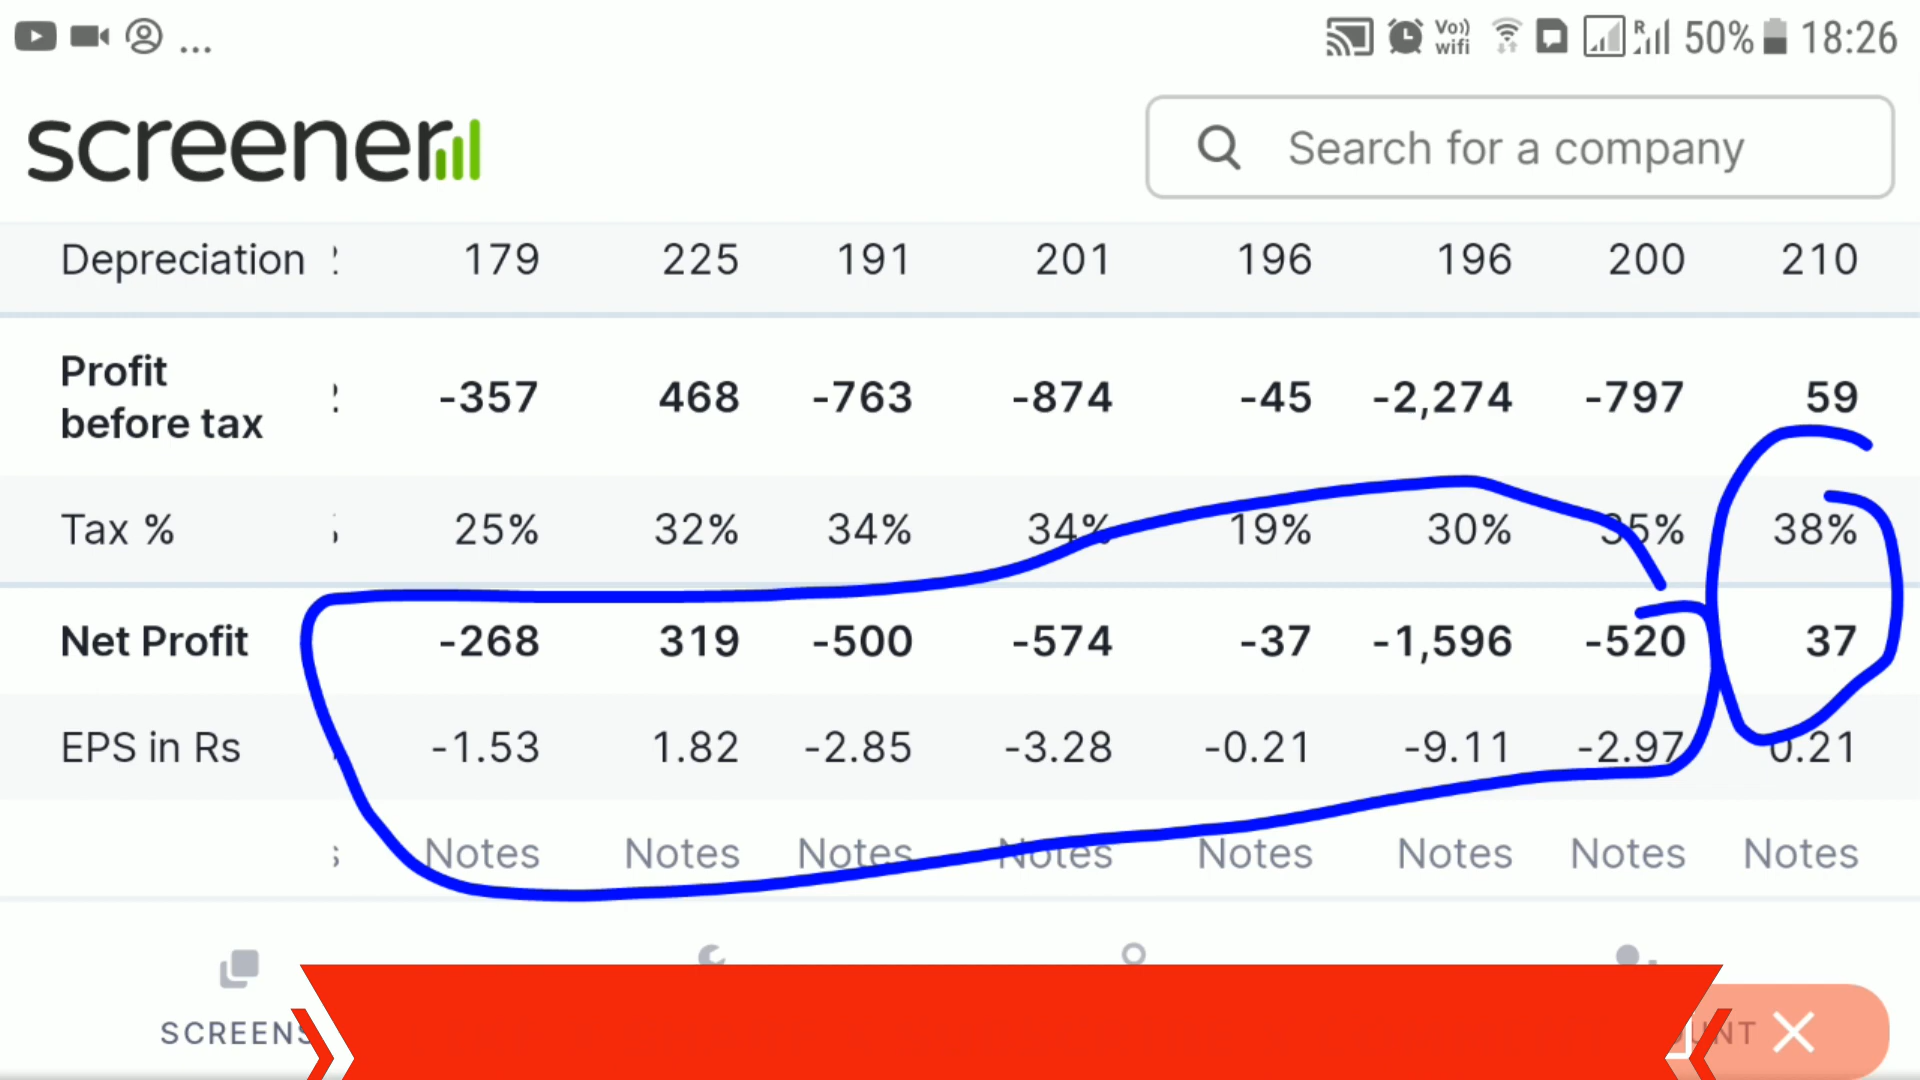 ... Vo)) wifi R 50% 18:26
screener Search for a company
Depreciation 179 225 191 201 196 196 200 210
Profit before tax -357 468 -763 -874 -45 -2,274 -797 59
Tax % 25% 32% 34% 34% 19% 30% 35% 38%
Net Profit -268 319 -500 -574 -37 -1,596 -520 37
EPS in Rs -1.53 1.82 -2.85 -3.28 -0.21 -9.11 -2.97 0.21
Notes Notes Notes Notes Notes Notes Notes Notes
SCREENS